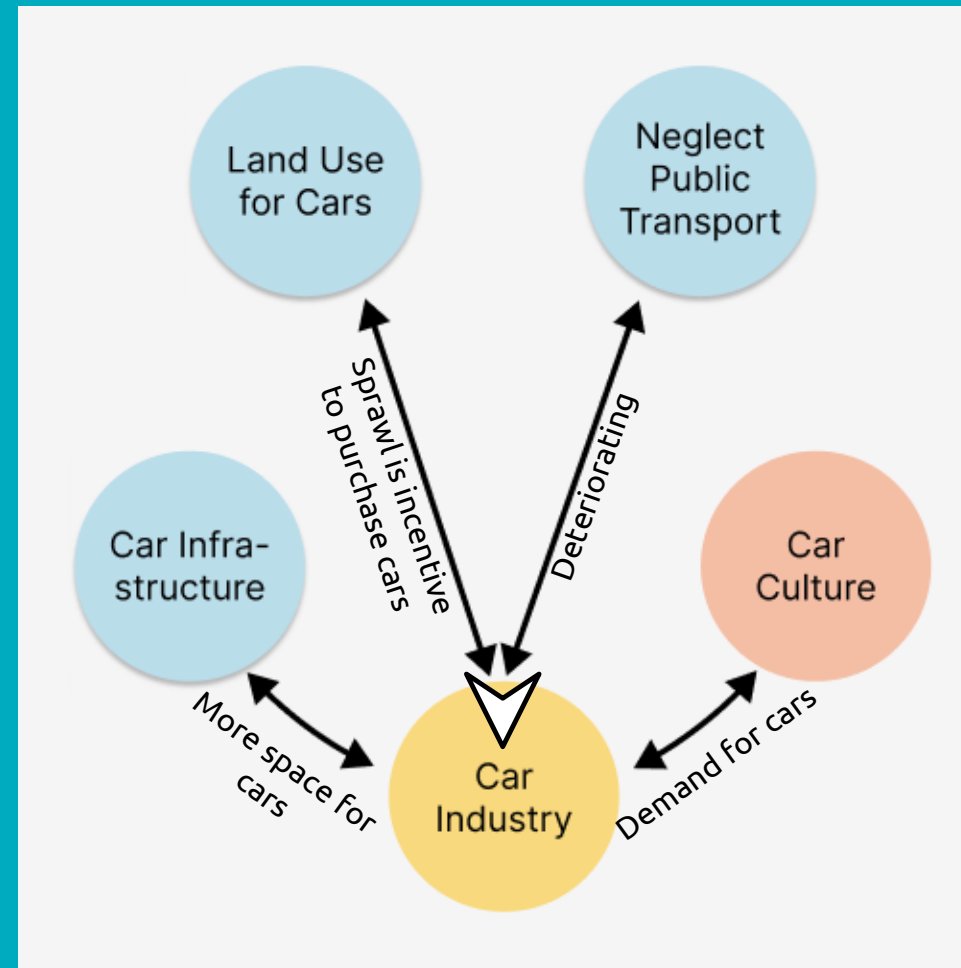 Land Use
for Cars
Neglect
Public
Transport
Sprawl is incentive
to purchase cars
Deteriorating
Car Infra-
structure
Car
Culture
More space for
cars
Demand for cars
Car
Industry